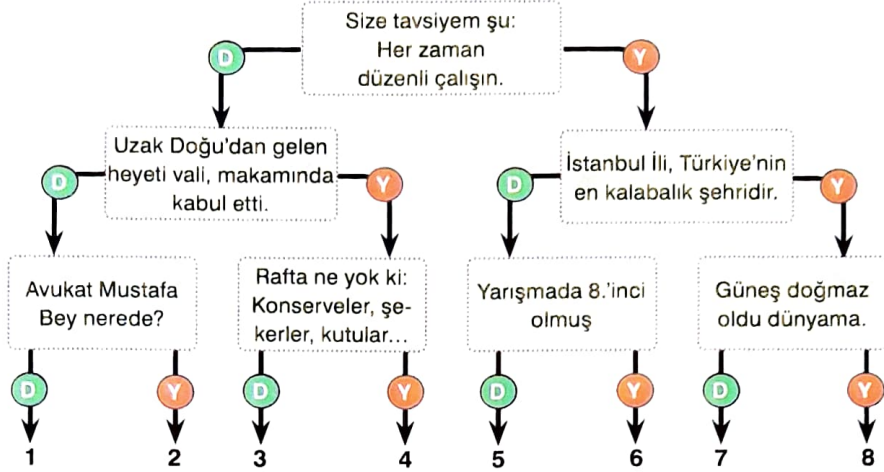 Size tavsiyem şu:
Her zaman
düzenli çalışın.
D
Y
Uzak Doğu'dan gelen
heyeti vali, makamında
kabul etti.
D
Y
İstanbul İli, Türkiye'nin
en kalabalık şehridir.
D
Y
Avukat Mustafa
Bey nerede?
Rafta ne yok ki:
Konserveler, şe-
kerler, kutular...
Yarışmada 8.'inci
olmuş
Güneş doğmaz
oldu dünyama.
D
Y
D
Y
D
Y
D
Y
1
2
3
4
5
6
7
8